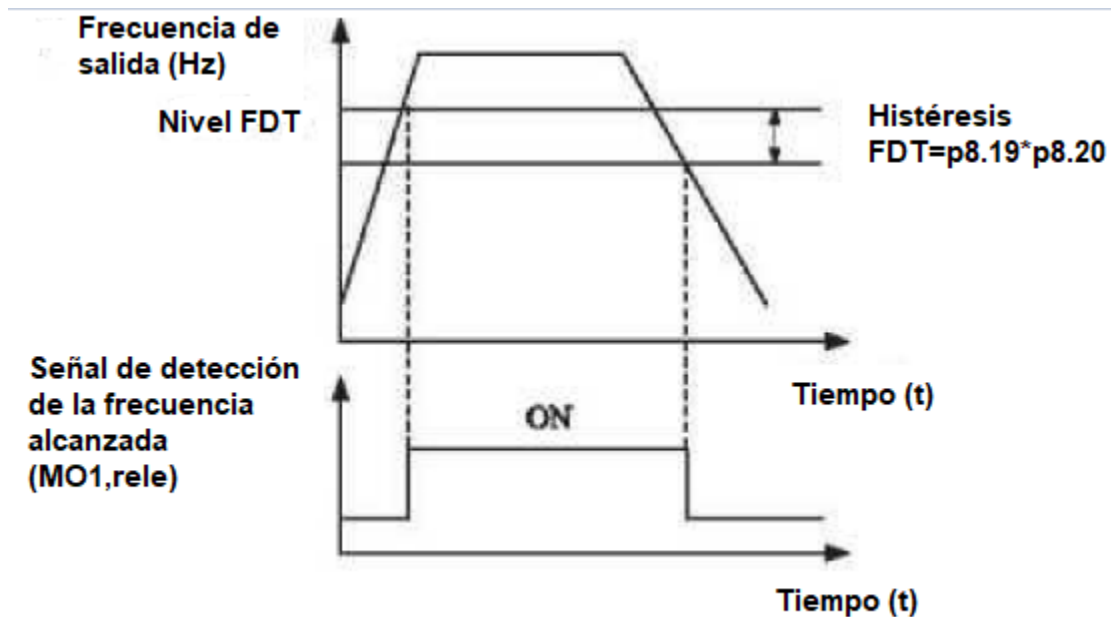 Frecuencia de
salida (Hz)
Nivel FDT
Histéresis
FDT=p8.19*p8.20
Tiempo (t)
Señal de detección
de la frecuencia
alcanzada
(MO1,rele)
ON
Tiempo (t)